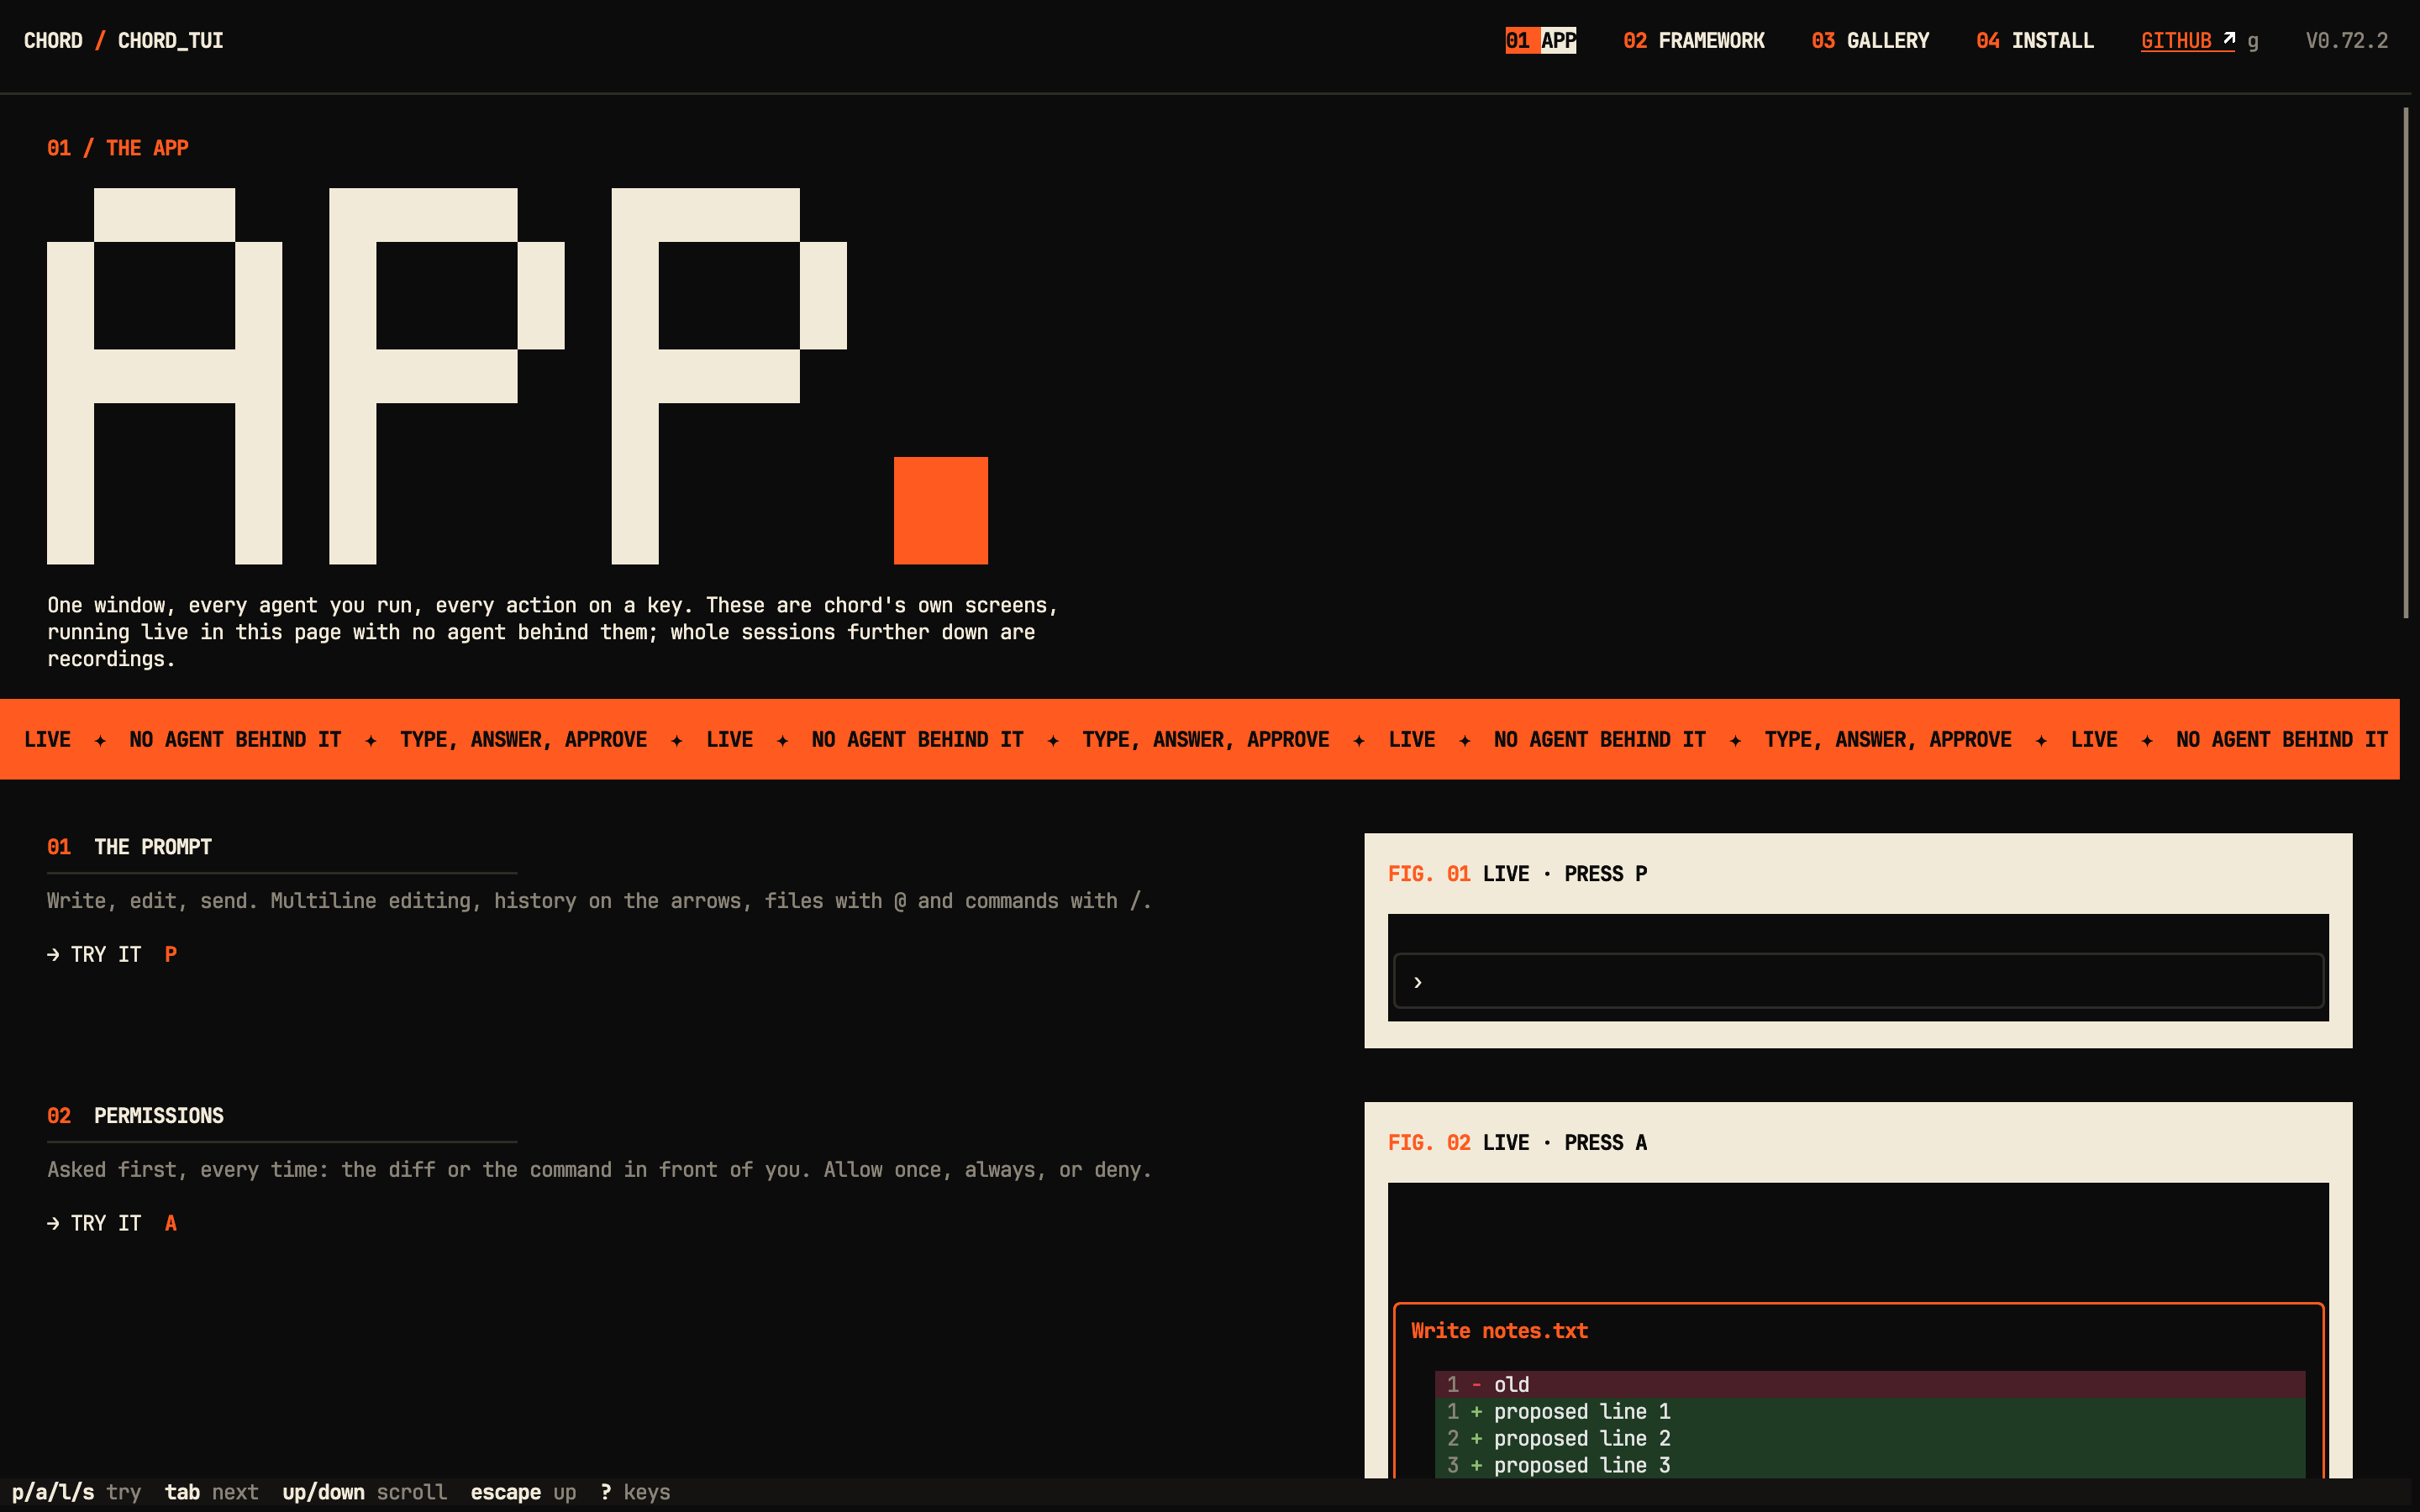 CHORD / CHORD_TUI
01 APP 02 FRAMEWORK 03 GALLERY 04 INSTALL GITHUB ↗ g V0.72.2
01 / THE APP
APP.
One window, every agent you run, every action on a key. These are chord's own screens,
running live in this page with no agent behind them; whole sessions further down are
recordings.
LIVE ✦ NO AGENT BEHIND IT ✦ TYPE, ANSWER, APPROVE ✦ LIVE ✦ NO AGENT BEHIND IT ✦ TYPE, ANSWER, APPROVE ✦ LIVE ✦ NO AGENT BEHIND IT ✦ TYPE, ANSWER, APPROVE ✦ LIVE ✦ NO AGENT BEHIND IT
01 THE PROMPT
Write, edit, send. Multiline editing, history on the arrows, files with @ and commands with /.
→ TRY IT P
FIG. 01 LIVE · PRESS P
›
02 PERMISSIONS
Asked first, every time: the diff or the command in front of you. Allow once, always, or deny.
→ TRY IT A
FIG. 02 LIVE · PRESS A
Write notes.txt
1 - old
1 + proposed line 1
2 + proposed line 2
3 + proposed line 3
p/a/l/s try tab next up/down scroll escape up ? keys